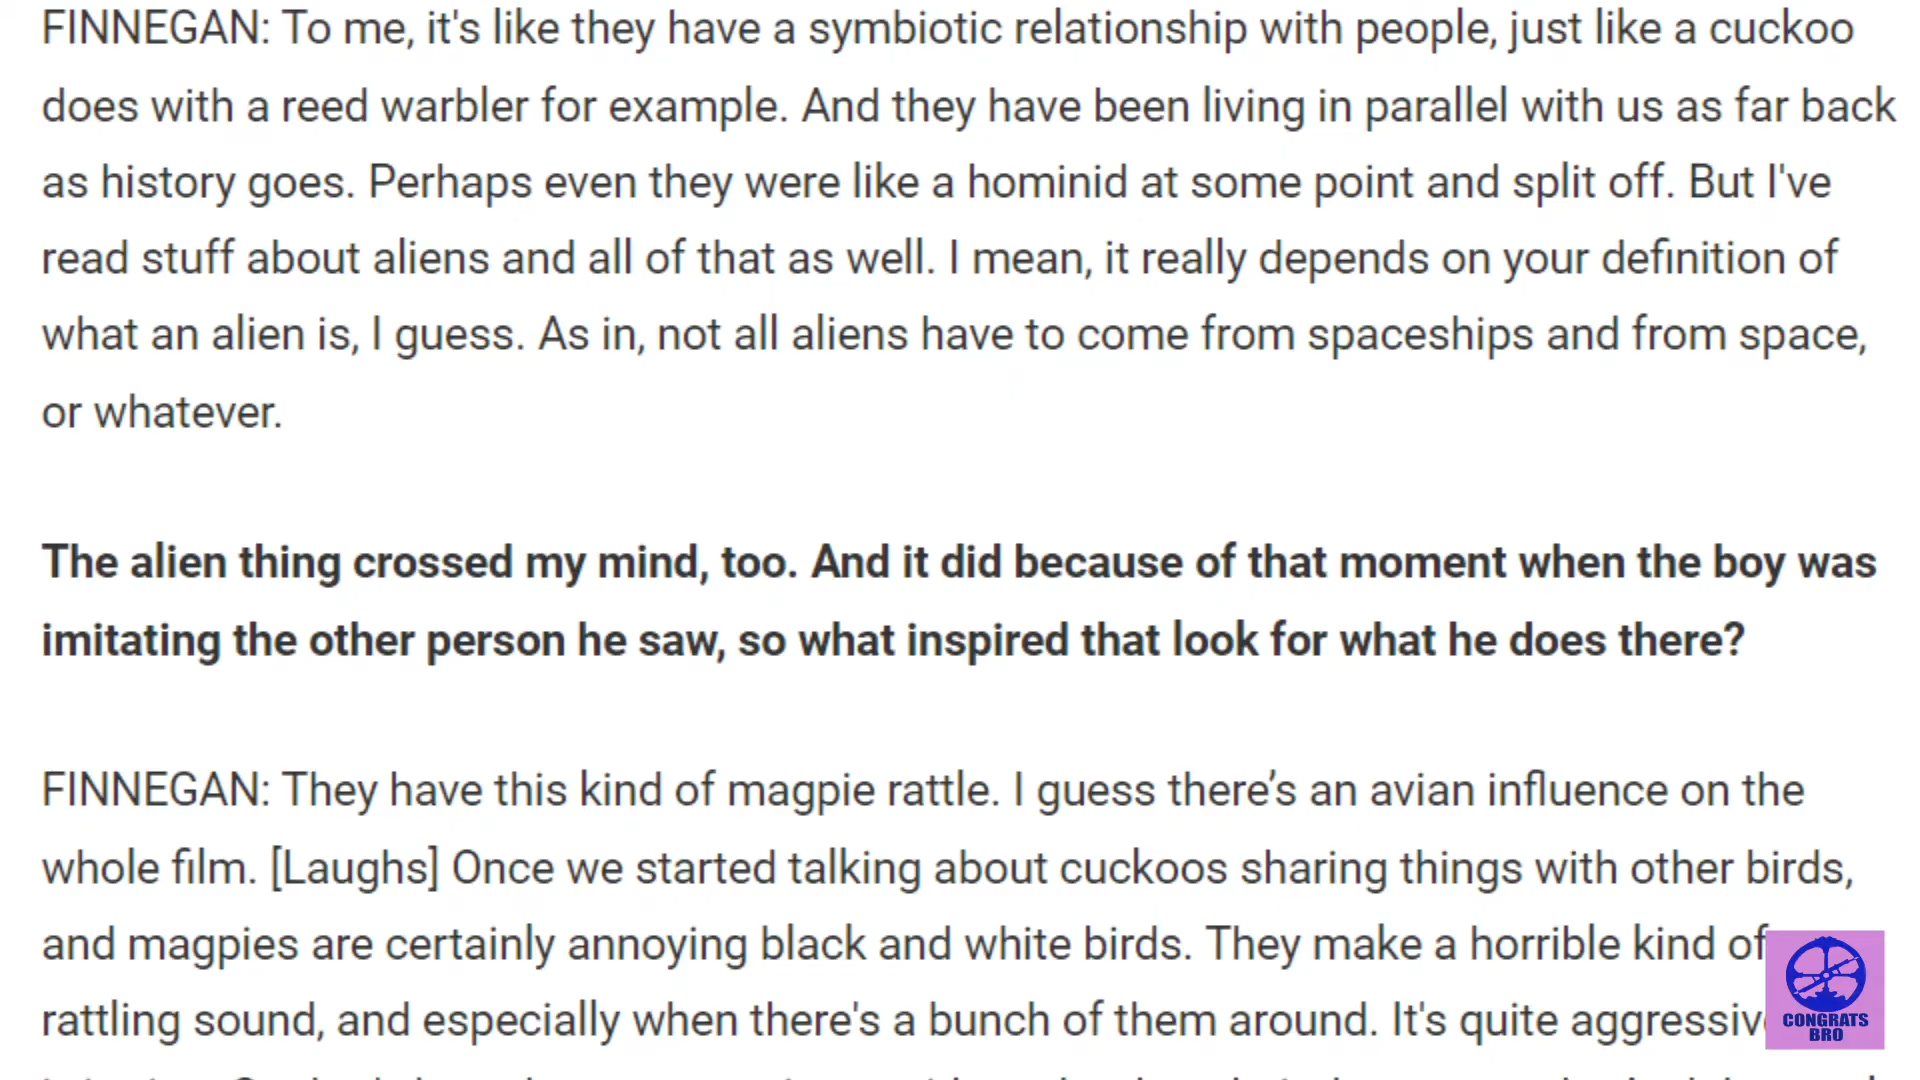 FINNEGAN: To me, it's like they have a symbiotic relationship with people, just like a cuckoo
does with a reed warbler for example. And they have been living in parallel with us as far back
as history goes. Perhaps even they were like a hominid at some point and split off. But I've
read stuff about aliens and all of that as well. I mean, it really depends on your definition of
what an alien is, I guess. As in, not all aliens have to come from spaceships and from space,
or whatever.
The alien thing crossed my mind, too. And it did because of that moment when the boy was
imitating the other person he saw, so what inspired that look for what he does there?
FINNEGAN: They have this kind of magpie rattle. I guess there’s an avian influence on the
whole film. [Laughs] Once we started talking about cuckoos sharing things with other birds,
and magpies are certainly annoying black and white birds. They make a horrible kind of
rattling sound, and especially when there's a bunch of them around. It's quite aggressiv
CONGRATS
BRO